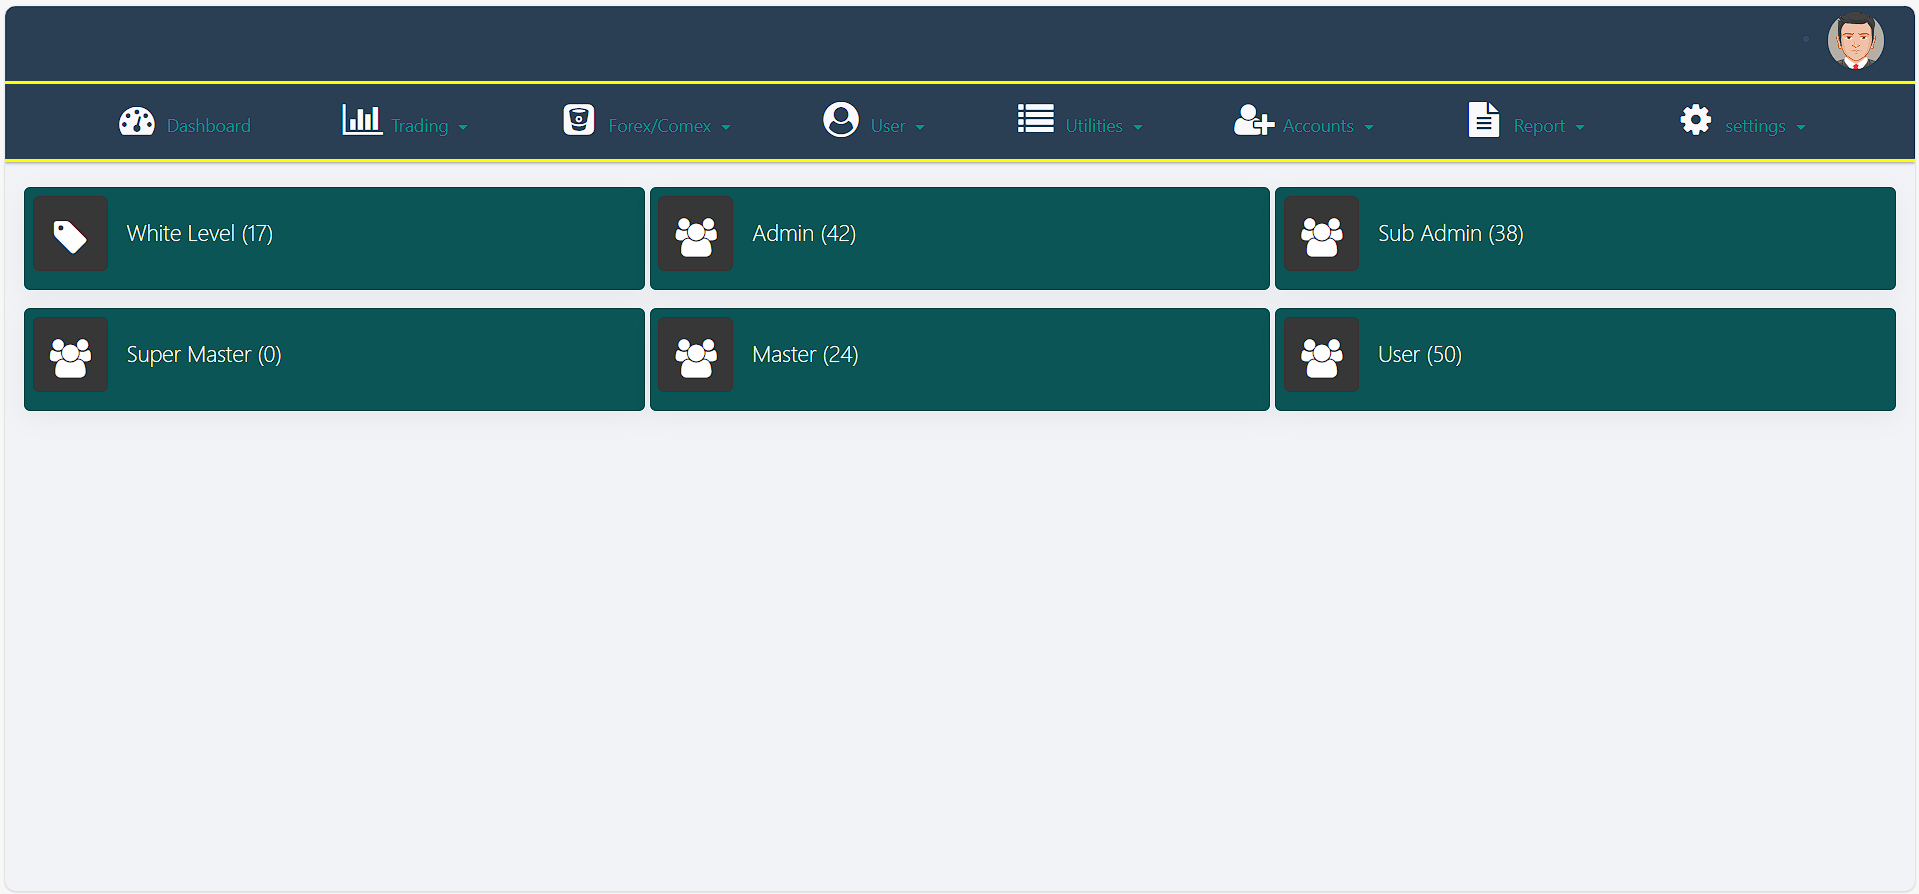 Dashboard Trading Forex/Comex User Utilities Accounts Report settings
White Level (17) Admin (42) Sub Admin (38)
Super Master (0) Master (24) User (50)